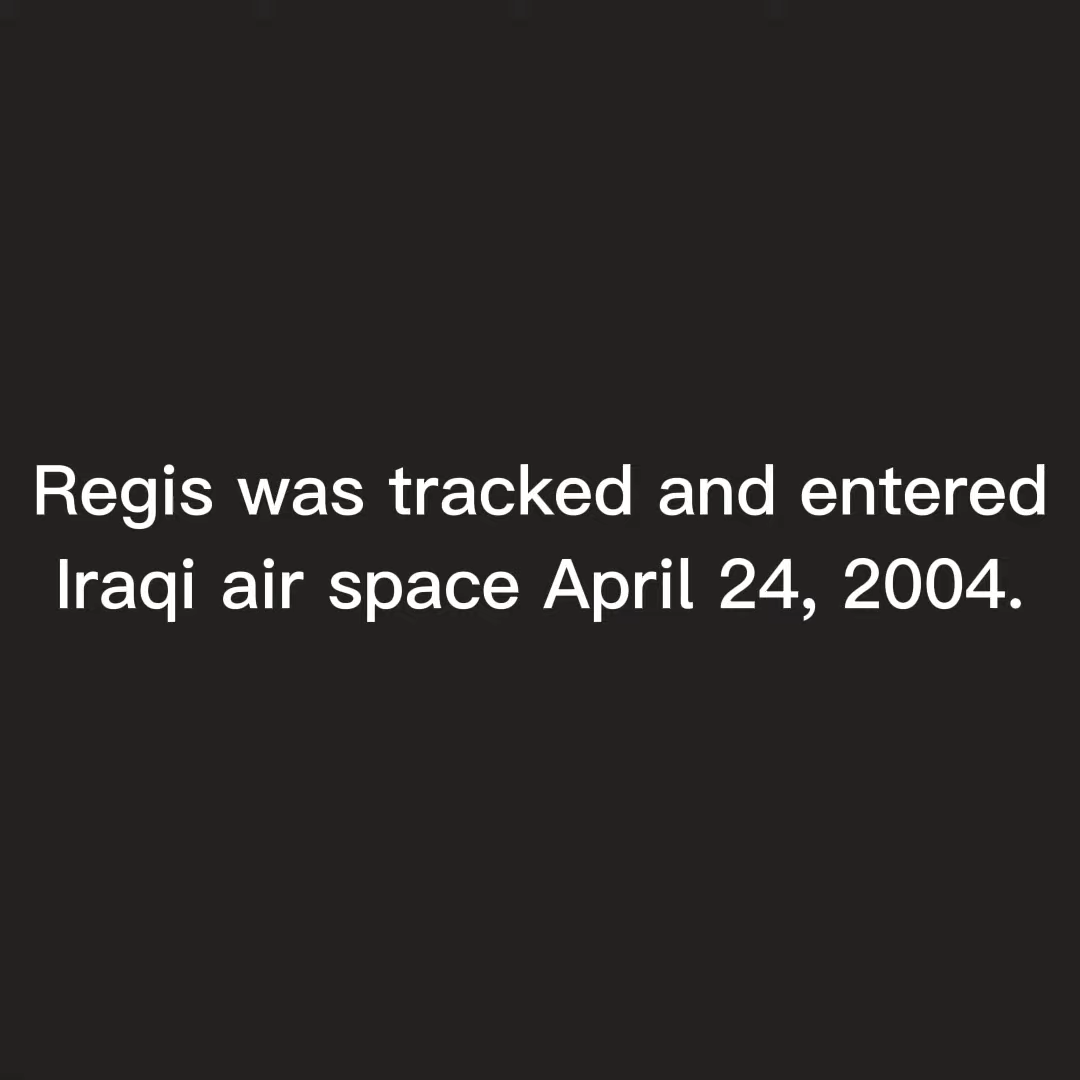 Regis was tracked and entered
Iraqi air space April 24, 2004.